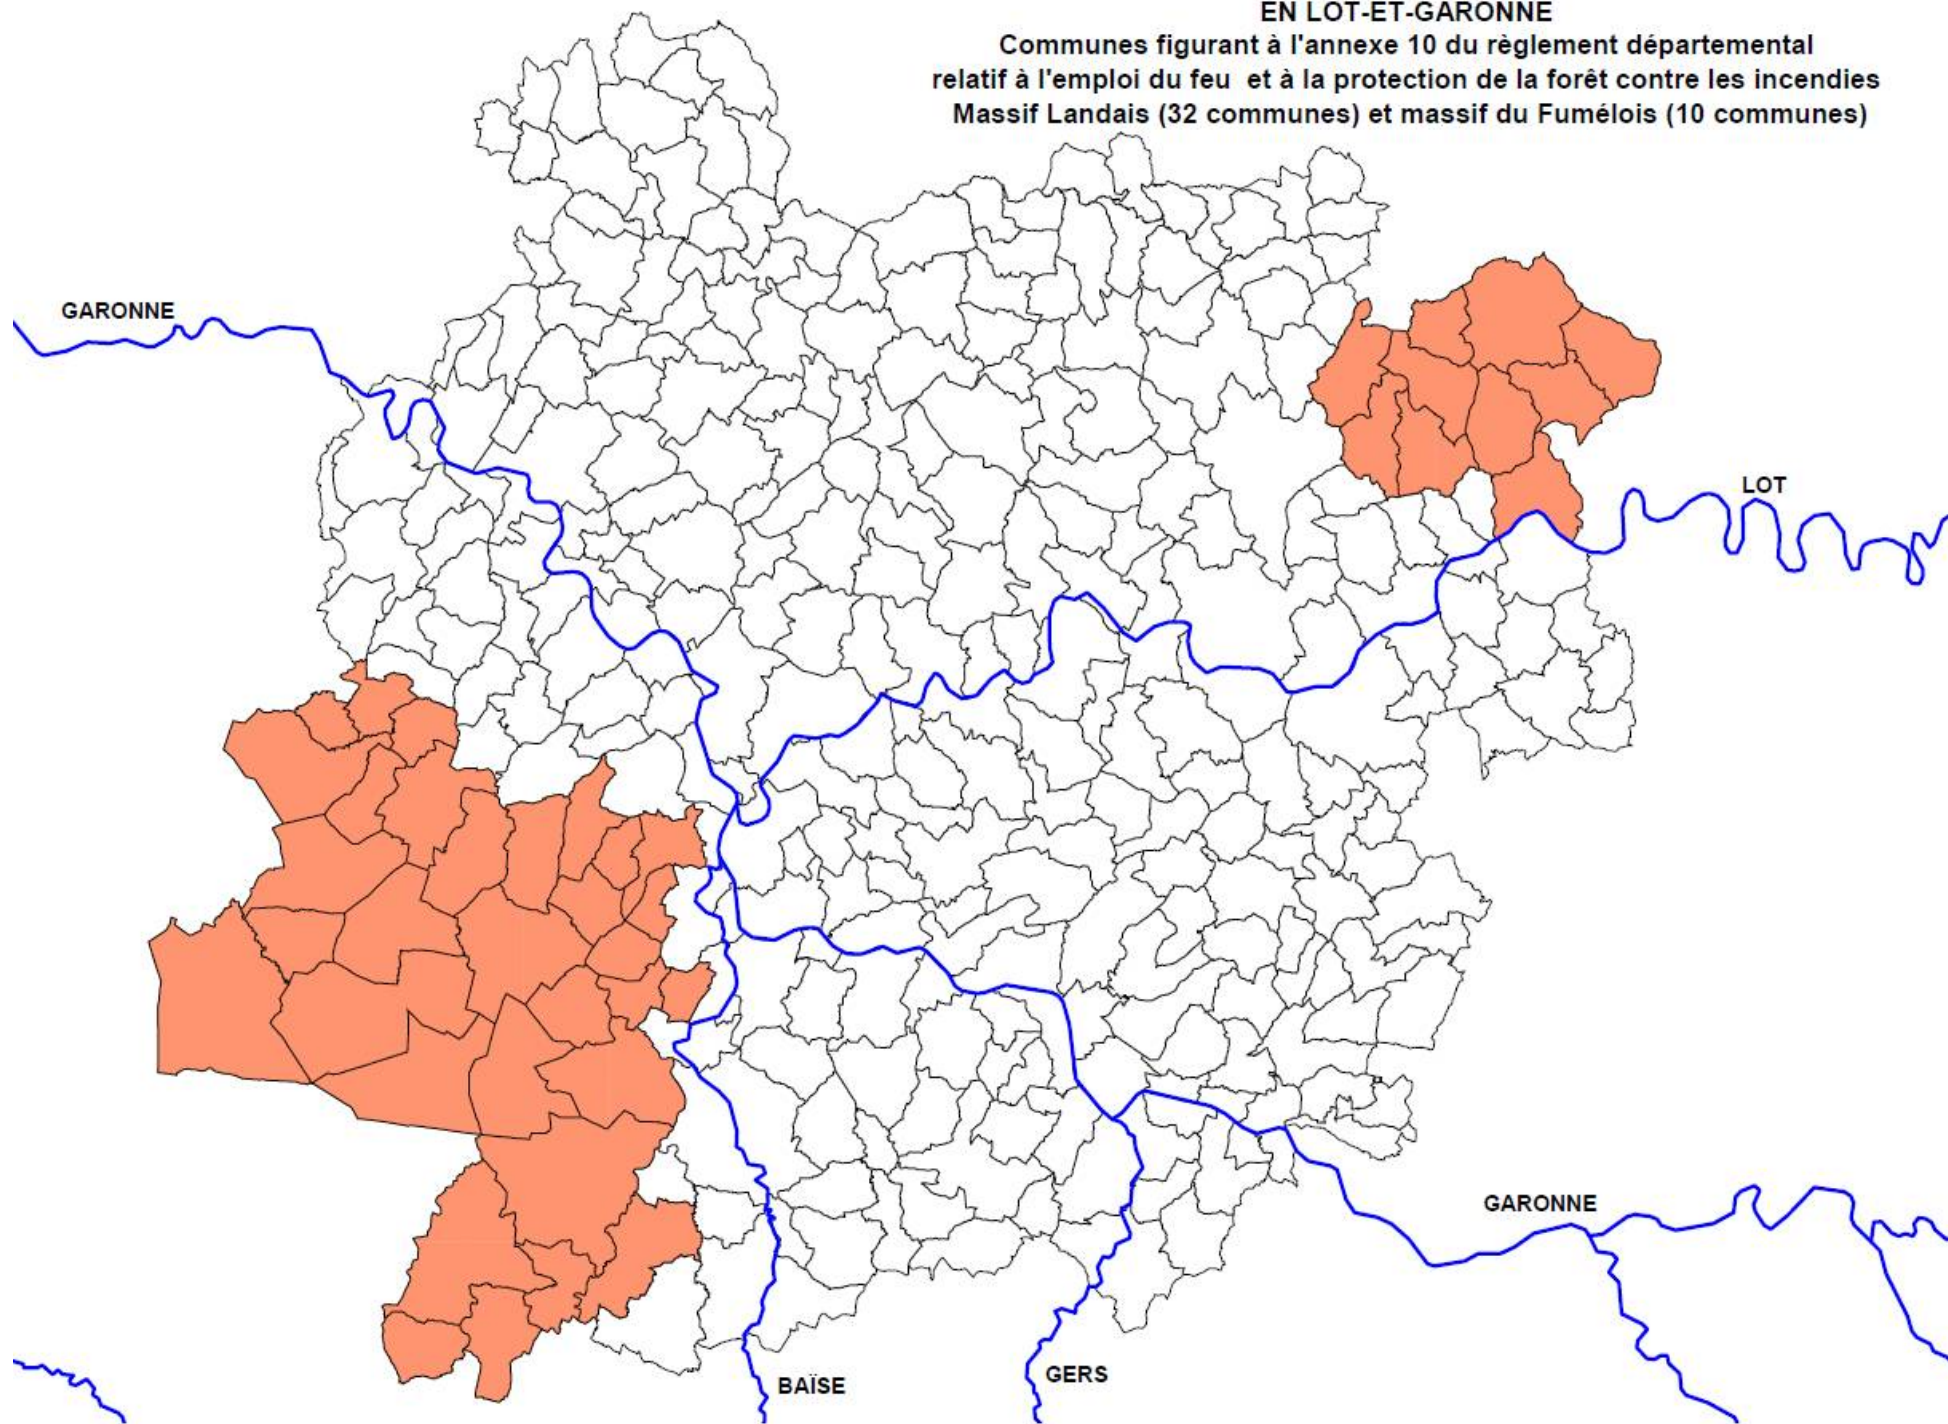 EN LOT-ET-GARONNE
Communes figurant à l'annexe 10 du règlement départemental
relatif à l'emploi du feu et à la protection de la forêt contre les incendies
Massif Landais (32 communes) et massif du Fumélois (10 communes)
GARONNE
LOT
GARONNE
GERS
BAÏSE